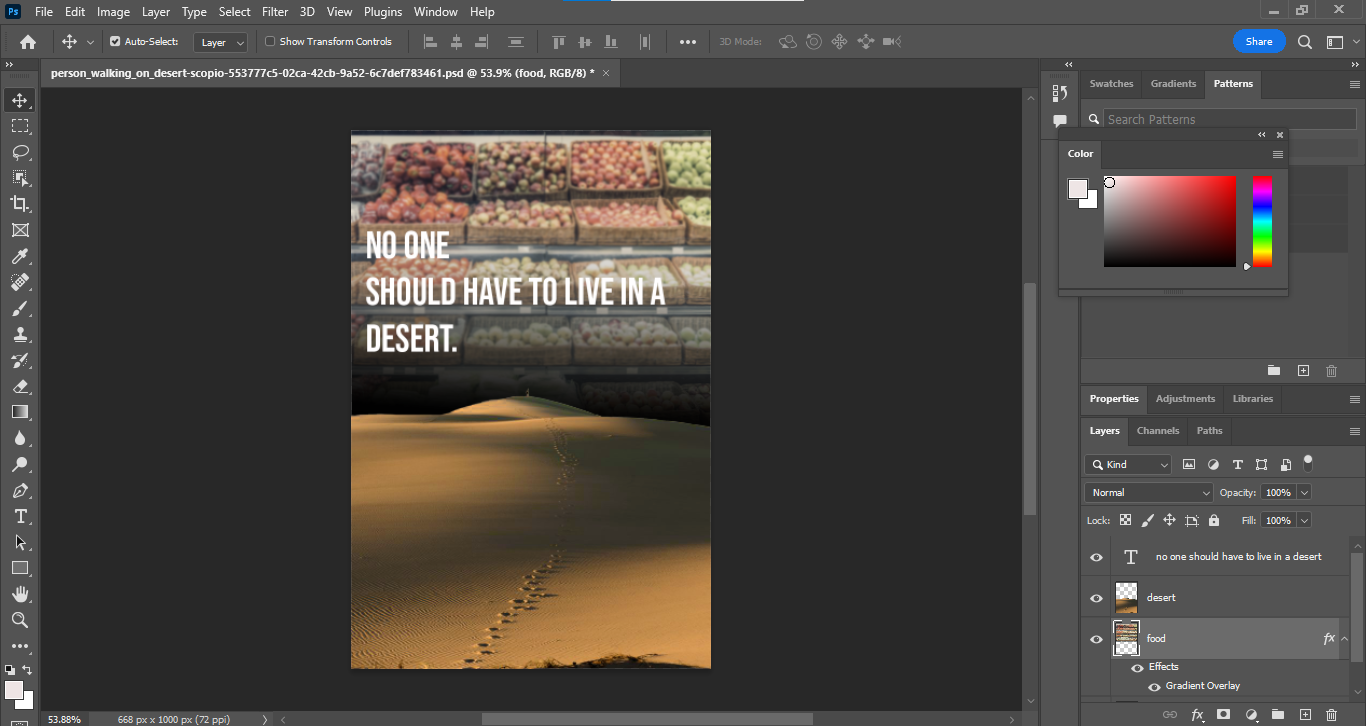 Ps File Edit Image Layer Type Select Filter 3D View Plugins Window Help
Auto-Select: Layer Show Transform Controls 3D Mode: Share
person_walking_on_desert-scopio-553777c5-02ca-42cb-9a52-6c7def783461.psd @ 53.9% (food, RGB/8) *
Swatches Gradients Patterns
Search Patterns
Color
NO ONE
SHOULD HAVE TO LIVE IN A
DESERT.
Properties Adjustments Libraries
Layers Channels Paths
Kind
Normal Opacity: 100%
Lock: Fill: 100%
no one should have to live in a desert
desert
food fx
Effects
Gradient Overlay
53.88% 668 px x 1000 px (72 ppi)
fx